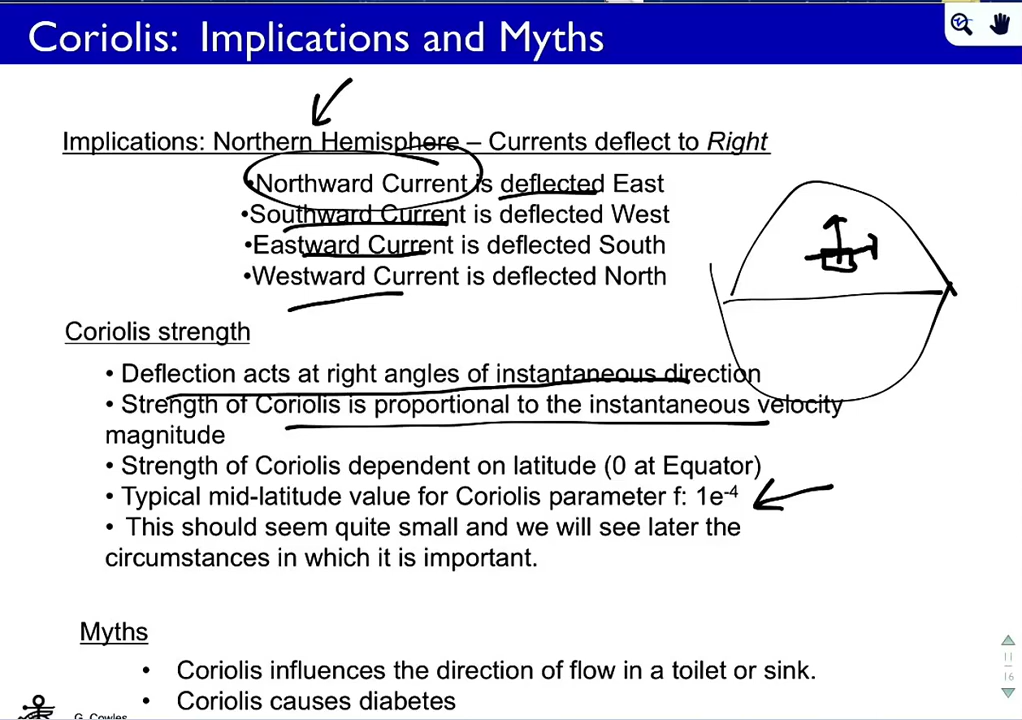 Coriolis: Implications and Myths
Implications: Northern Hemisphere – Currents deflect to Right
•Northward Current is deflected East
•Southward Current is deflected West
•Eastward Current is deflected South
•Westward Current is deflected North
Coriolis strength
• Deflection acts at right angles of instantaneous direction
• Strength of Coriolis is proportional to the instantaneous velocity
magnitude
• Strength of Coriolis dependent on latitude (0 at Equator)
• Typical mid-latitude value for Coriolis parameter f: 1e-4
• This should seem quite small and we will see later the
circumstances in which it is important.
Myths
• Coriolis influences the direction of flow in a toilet or sink.
• Coriolis causes diabetes
11
16
G. Cowles